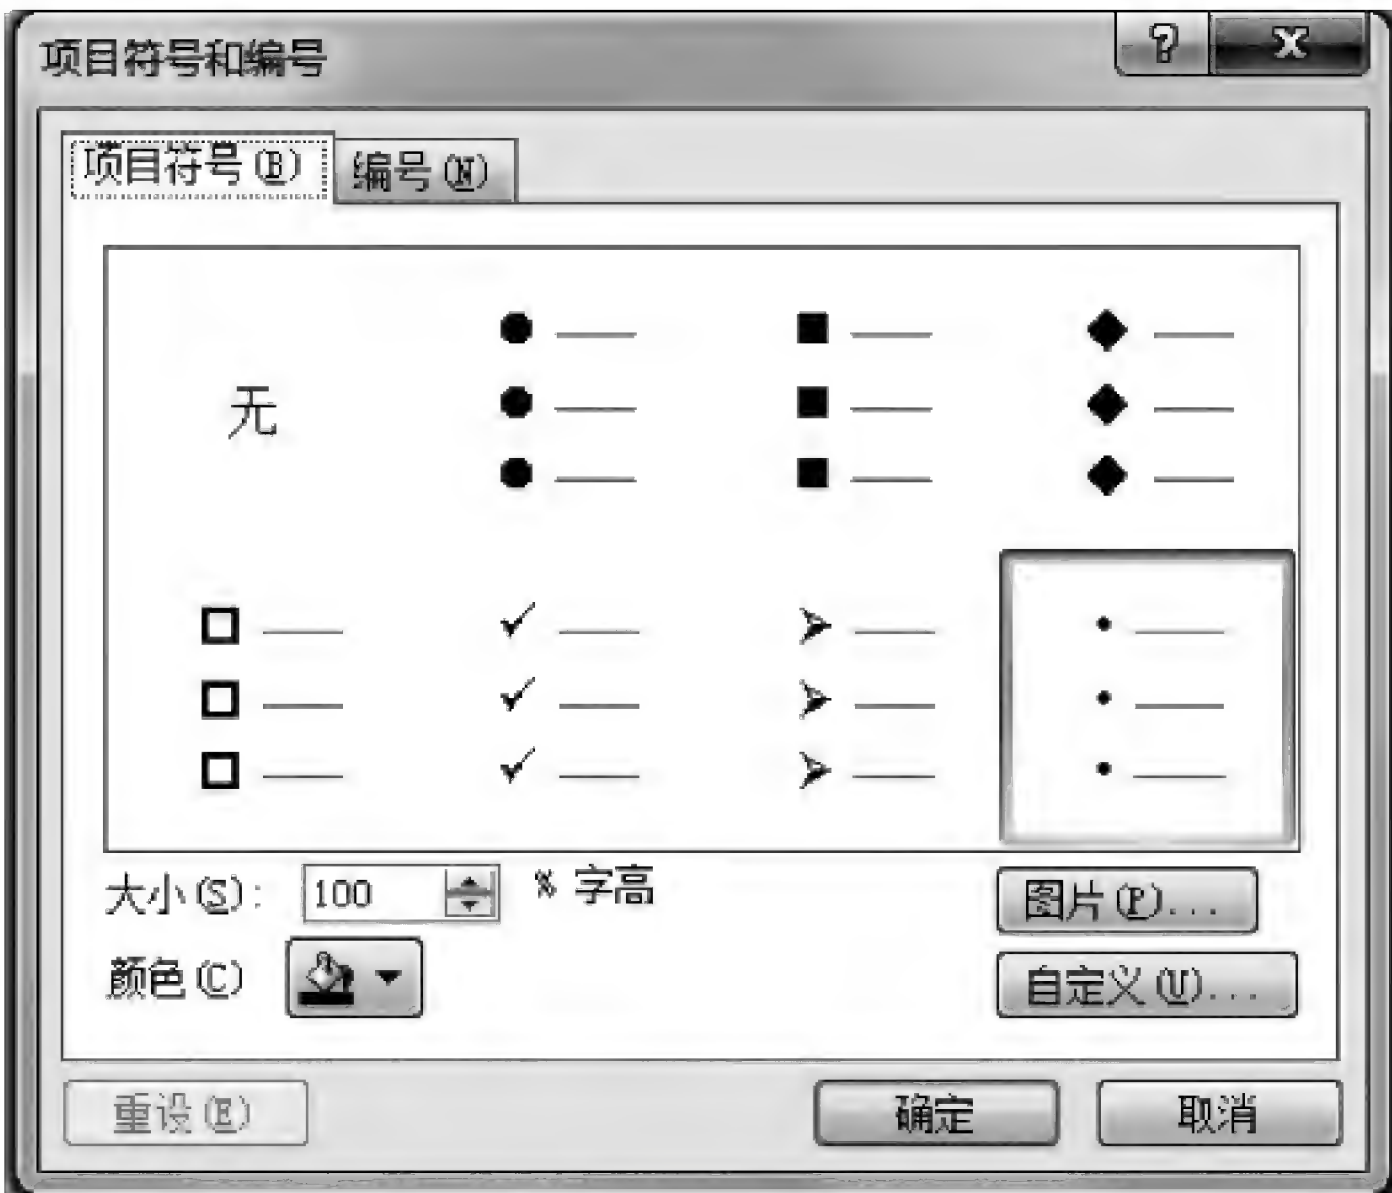 项目符号和编号
?
X
项目符号(B) 编号(N)
无
大小(S): 100 % 字高
图片(P)...
颜色(C)
自定义(U)...
重设(E) 确定 取消